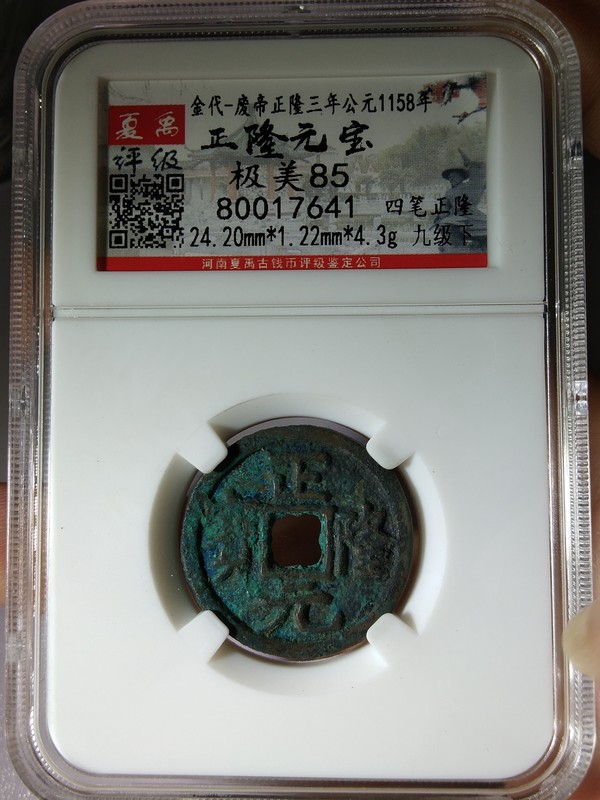 金代-废帝正隆三年公元1158年
夏禹
评级
正隆元宝
极美85
80017641 四笔正隆
24.20mm*1.22mm*4.3g 九级下
河南夏禹古钱币评级鉴定公司
正
隆
元